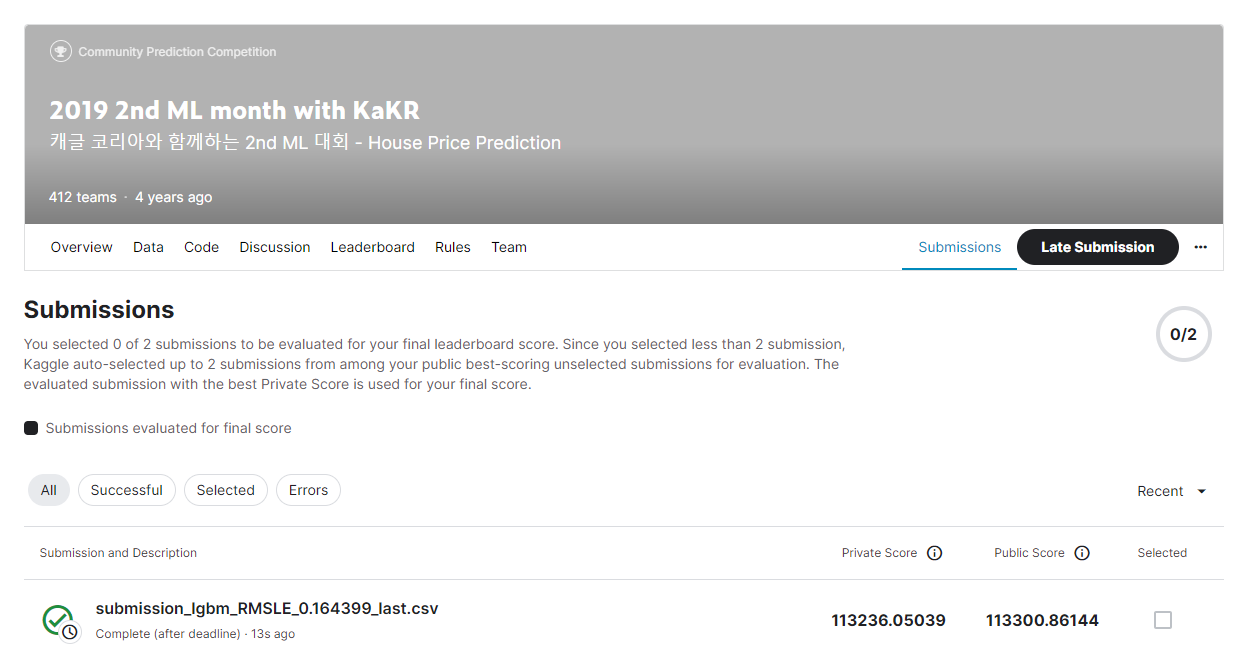 Community Prediction Competition
2019 2nd ML month with KaKR
캐글 코리아와 함께하는 2nd ML 대회 - House Price Prediction
412 teams · 4 years ago
Overview Data Code Discussion Leaderboard Rules Team Submissions Late Submission ...
Submissions
0/2
You selected 0 of 2 submissions to be evaluated for your final leaderboard score. Since you selected less than 2 submission,
Kaggle auto-selected up to 2 submissions from among your public best-scoring unselected submissions for evaluation. The
evaluated submission with the best Private Score is used for your final score.
Submissions evaluated for final score
All Successful Selected Errors Recent
Submission and Description Private Score Public Score Selected
submission_lgbm_RMSLE_0.164399_last.csv
113236.05039 113300.86144
Complete (after deadline) · 13s ago